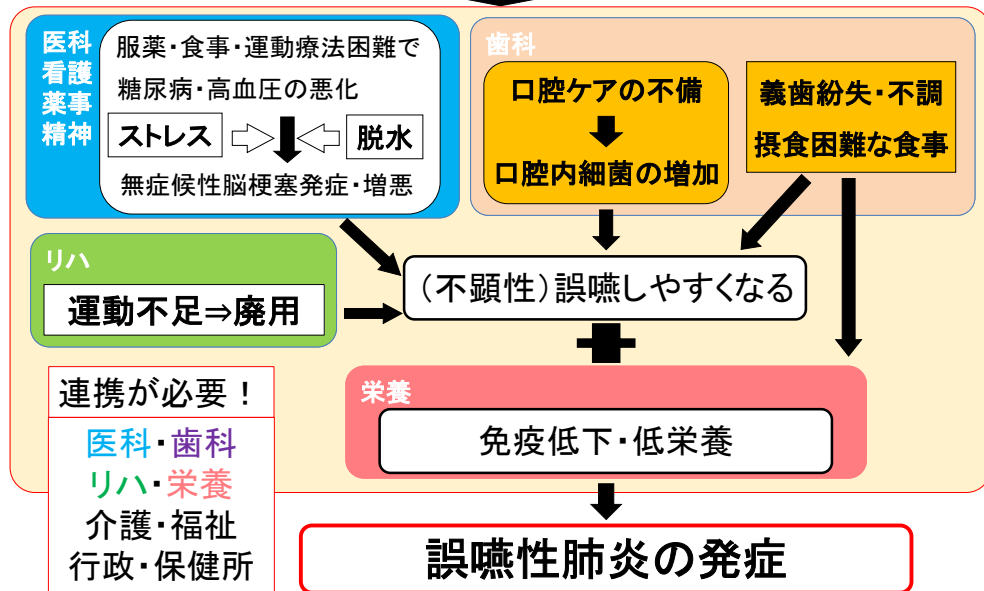 医科
看護
薬事
精神
服薬・食事・運動療法困難で
糖尿病・高血圧の悪化
ストレス
脱水
無症候性脳梗塞発症・増悪
歯科
口腔ケアの不備
口腔内細菌の増加
義歯紛失・不調
摂食困難な食事
リハ
運動不足⇒廃用
(不顕性)誤嚥しやすくなる
栄養
免疫低下・低栄養
連携が必要！
医科・歯科
リハ・栄養
介護・福祉
行政・保健所
誤嚥性肺炎の発症